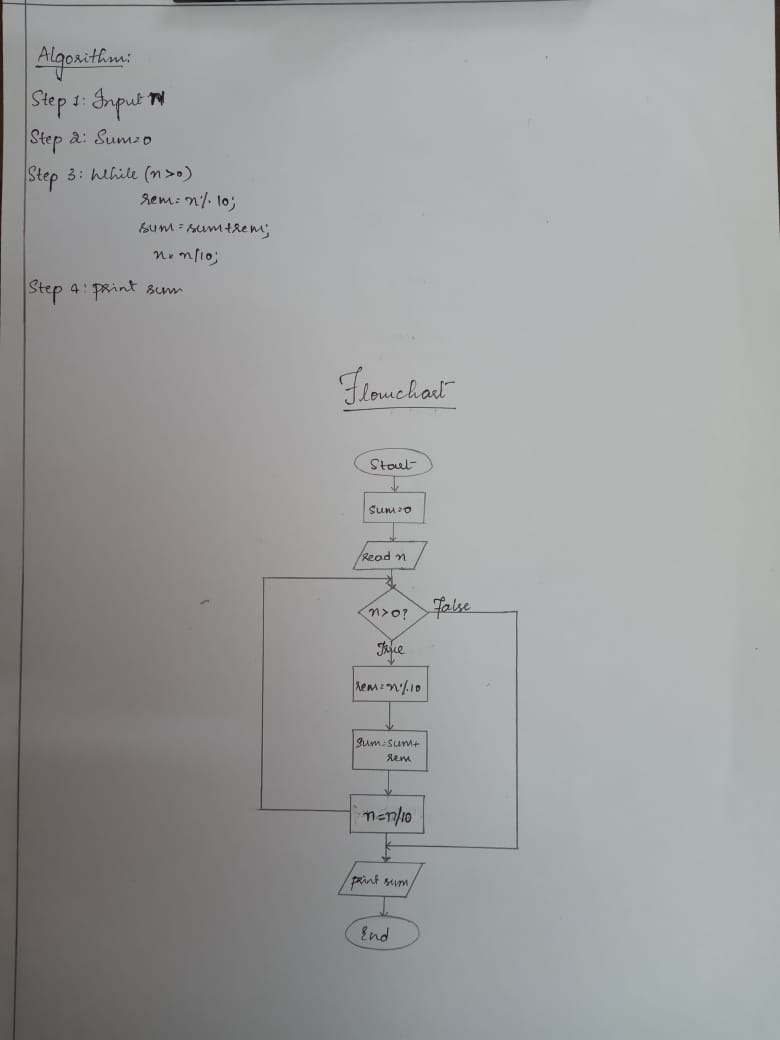 Algorithm:
Step 1: Input n
Step 2: Sum=0
Step 3: While (n>0)
rem=n%10;
sum=sum+rem;
n=n/10;
Step 4: print sum
Flowchart
Start
sum=0
read n
n>0?
False
True
rem=n%10
sum=sum+
rem
n=n/10
print sum
End